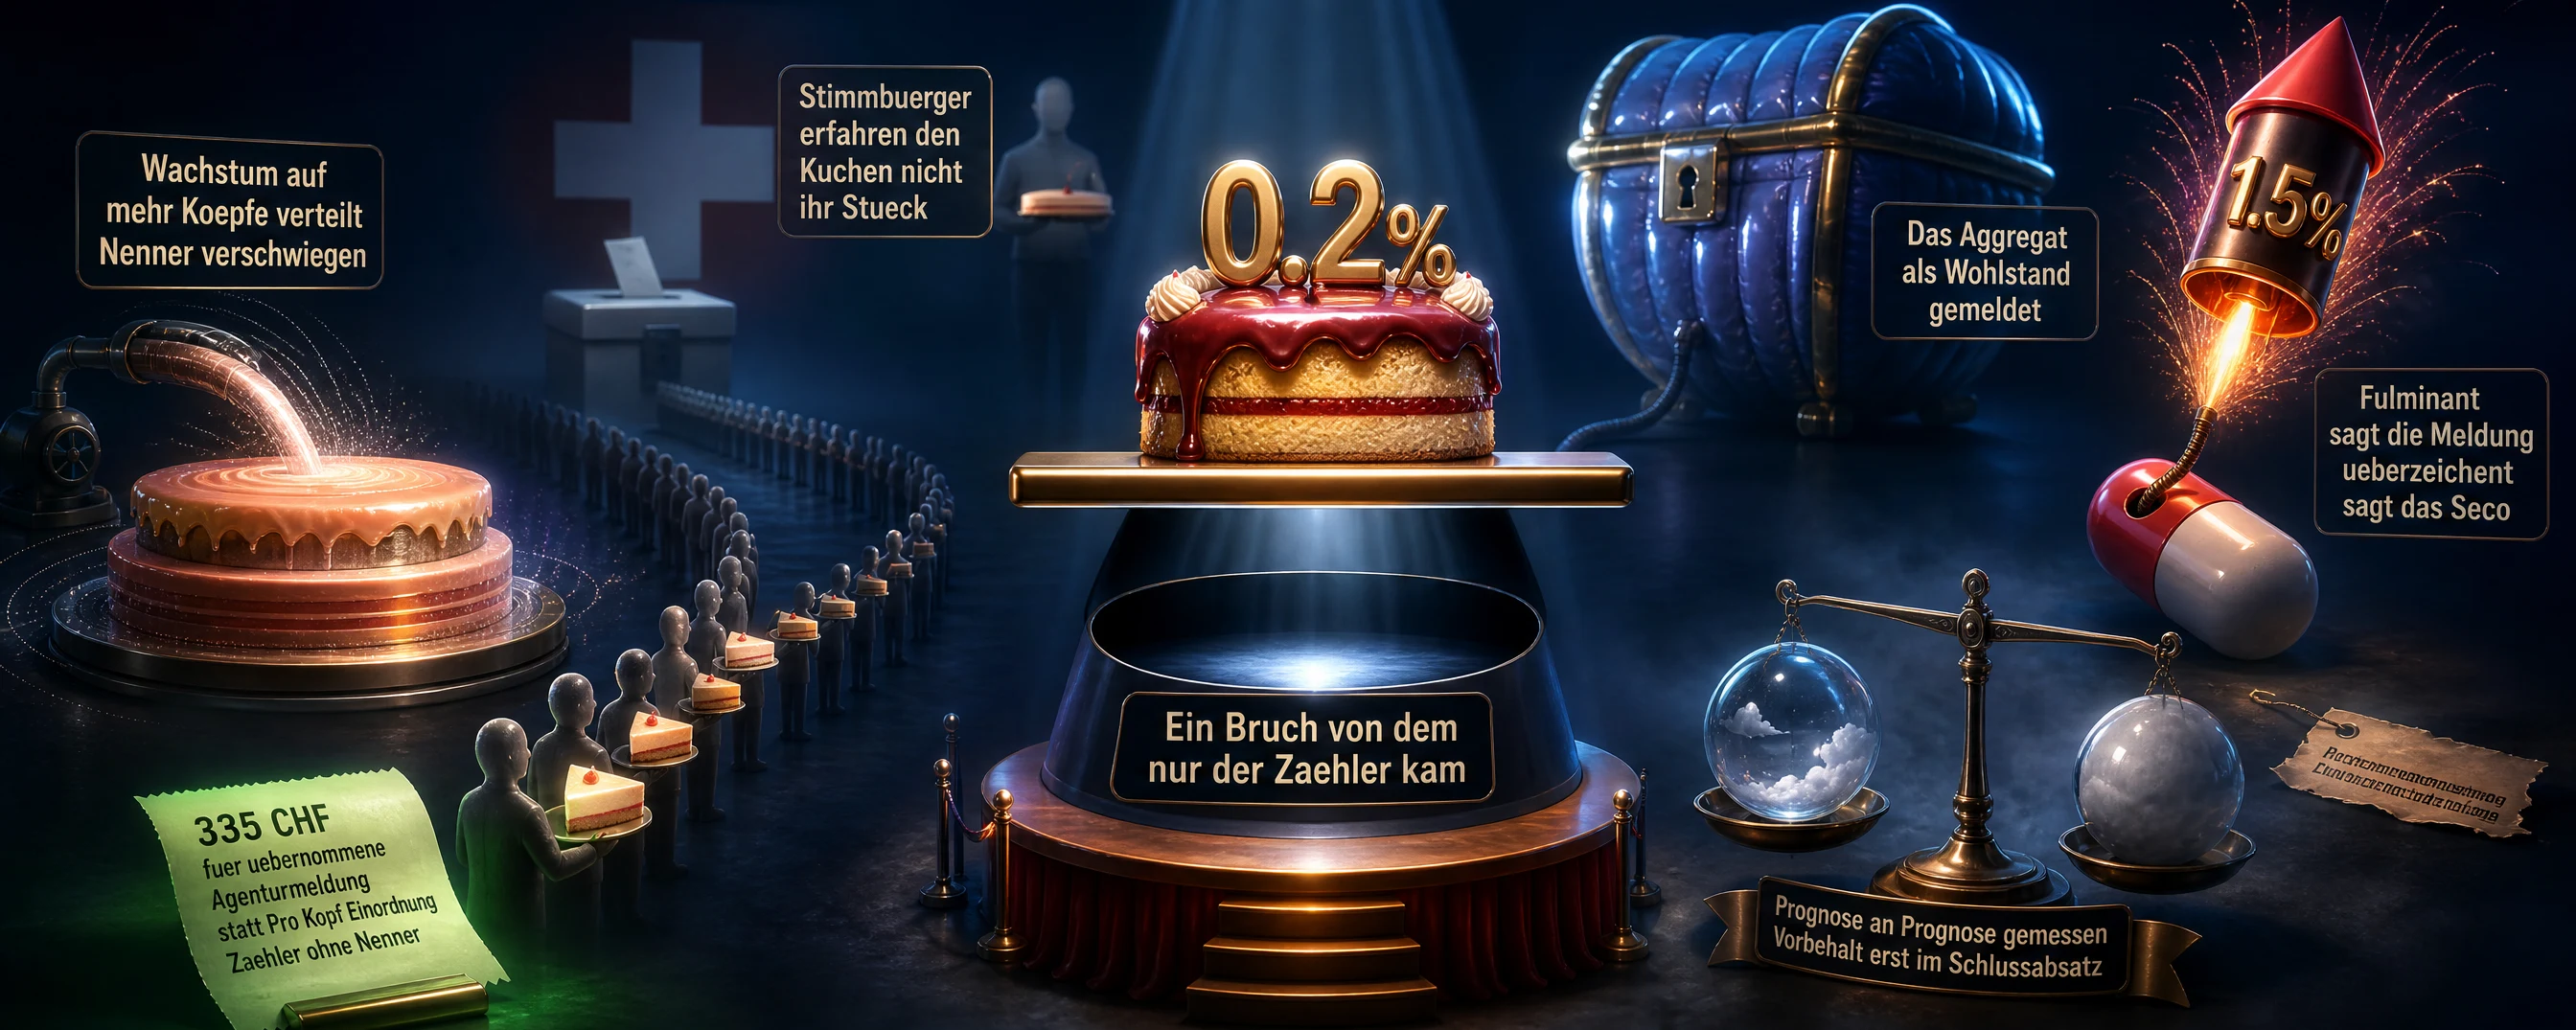 Wachstum auf
mehr Koepfe verteilt
Nenner verschwiegen
Stimmbuerger
erfahren den
Kuchen nicht
ihr Stueck
0.2%
Das Aggregat
als Wohlstand
gemeldet
1.5%
Fulminant
sagt die Meldung
ueberzeichent
sagt das Seco
Ein Bruch von dem
nur der Zaehler kam
335 CHF
fuer uebernommene
Agenturmeldung
statt Pro Kopf Einordnung
Zaehler ohne Nenner
Prognose an Prognose gemessen
Vorbehalt erst im Schlussabsatz